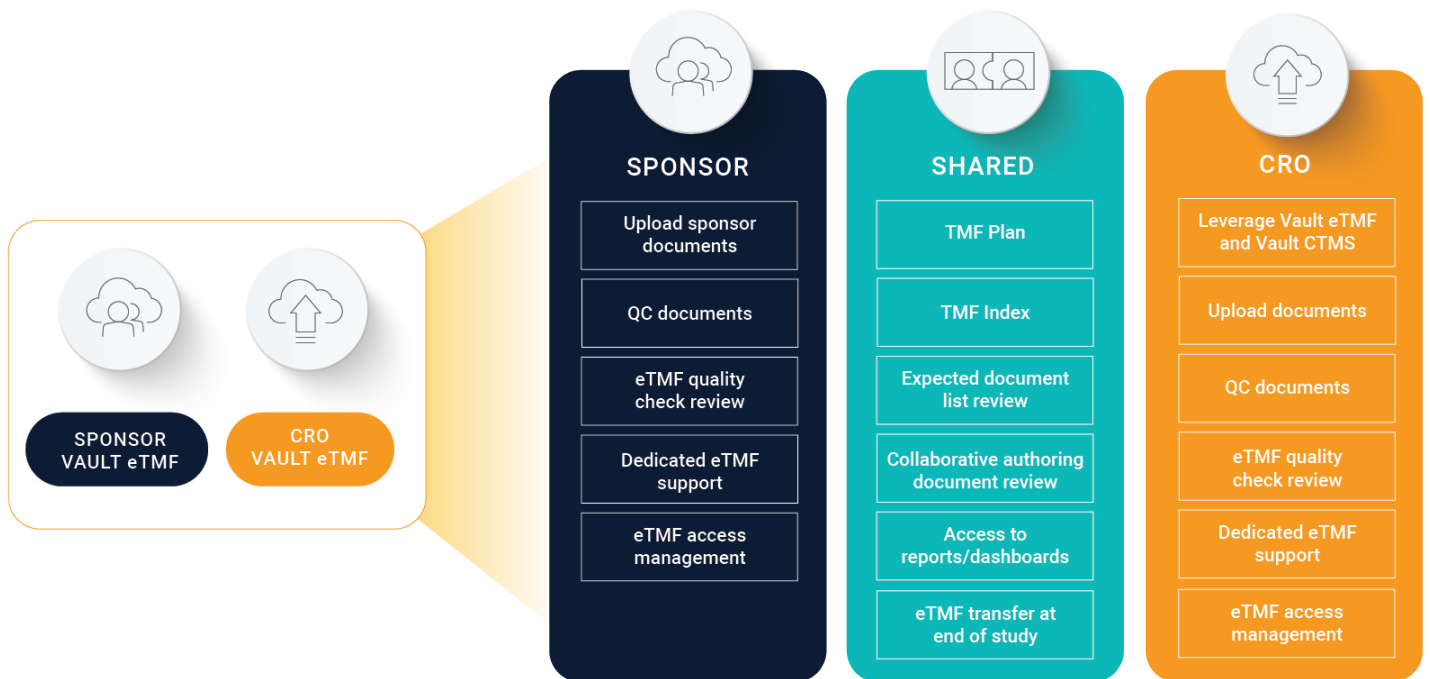 SPONSOR
VAULT eTMF
CRO
VAULT eTMF
SPONSOR
Upload sponsor
documents
QC documents
eTMF quality
check review
Dedicated eTMF
support
eTMF access
management
SHARED
TMF Plan
TMF Index
Expected document
list review
Collaborative authoring
document review
Access to
reports/dashboards
eTMF transfer at
end of study
CRO
Leverage Vault eTMF
and Vault CTMS
Upload documents
QC documents
eTMF quality
check review
Dedicated eTMF
support
eTMF access
management